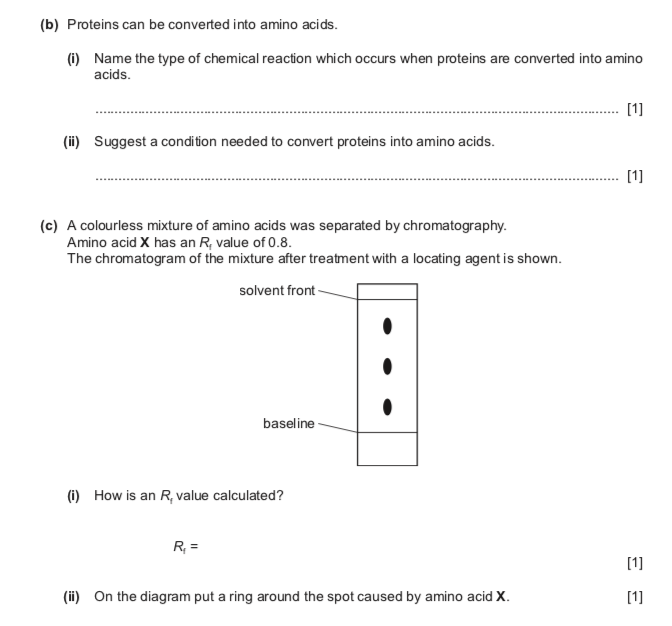 (b) Proteins can be converted into amino acids.
(i) Name the type of chemical reaction which occurs when proteins are converted into amino
acids.
.................................................................................................................................... [1]
(ii) Suggest a condition needed to convert proteins into amino acids.
.................................................................................................................................... [1]
(c) A colourless mixture of amino acids was separated by chromatography.
Amino acid X has an Rf value of 0.8.
The chromatogram of the mixture after treatment with a locating agent is shown.
solvent front
baseline
(i) How is an Rf value calculated?
Rf =
[1]
(ii) On the diagram put a ring around the spot caused by amino acid X. [1]